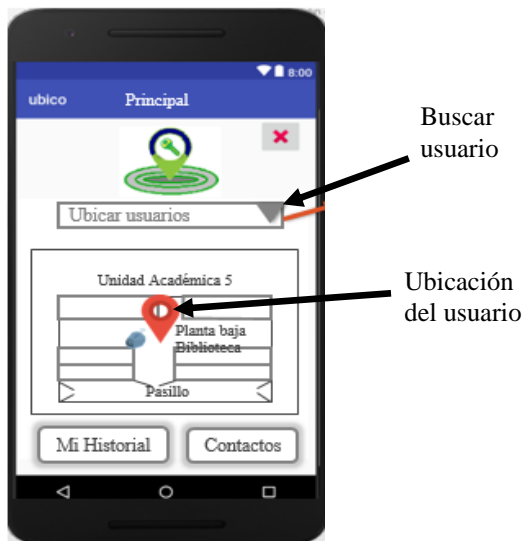 8:00
ubico Principal
Buscar
usuario
Ubicar usuarios
Unidad Académica 5
Ubicación
del usuario
Planta baja
Biblioteca
Pasillo
Mi Historial Contactos